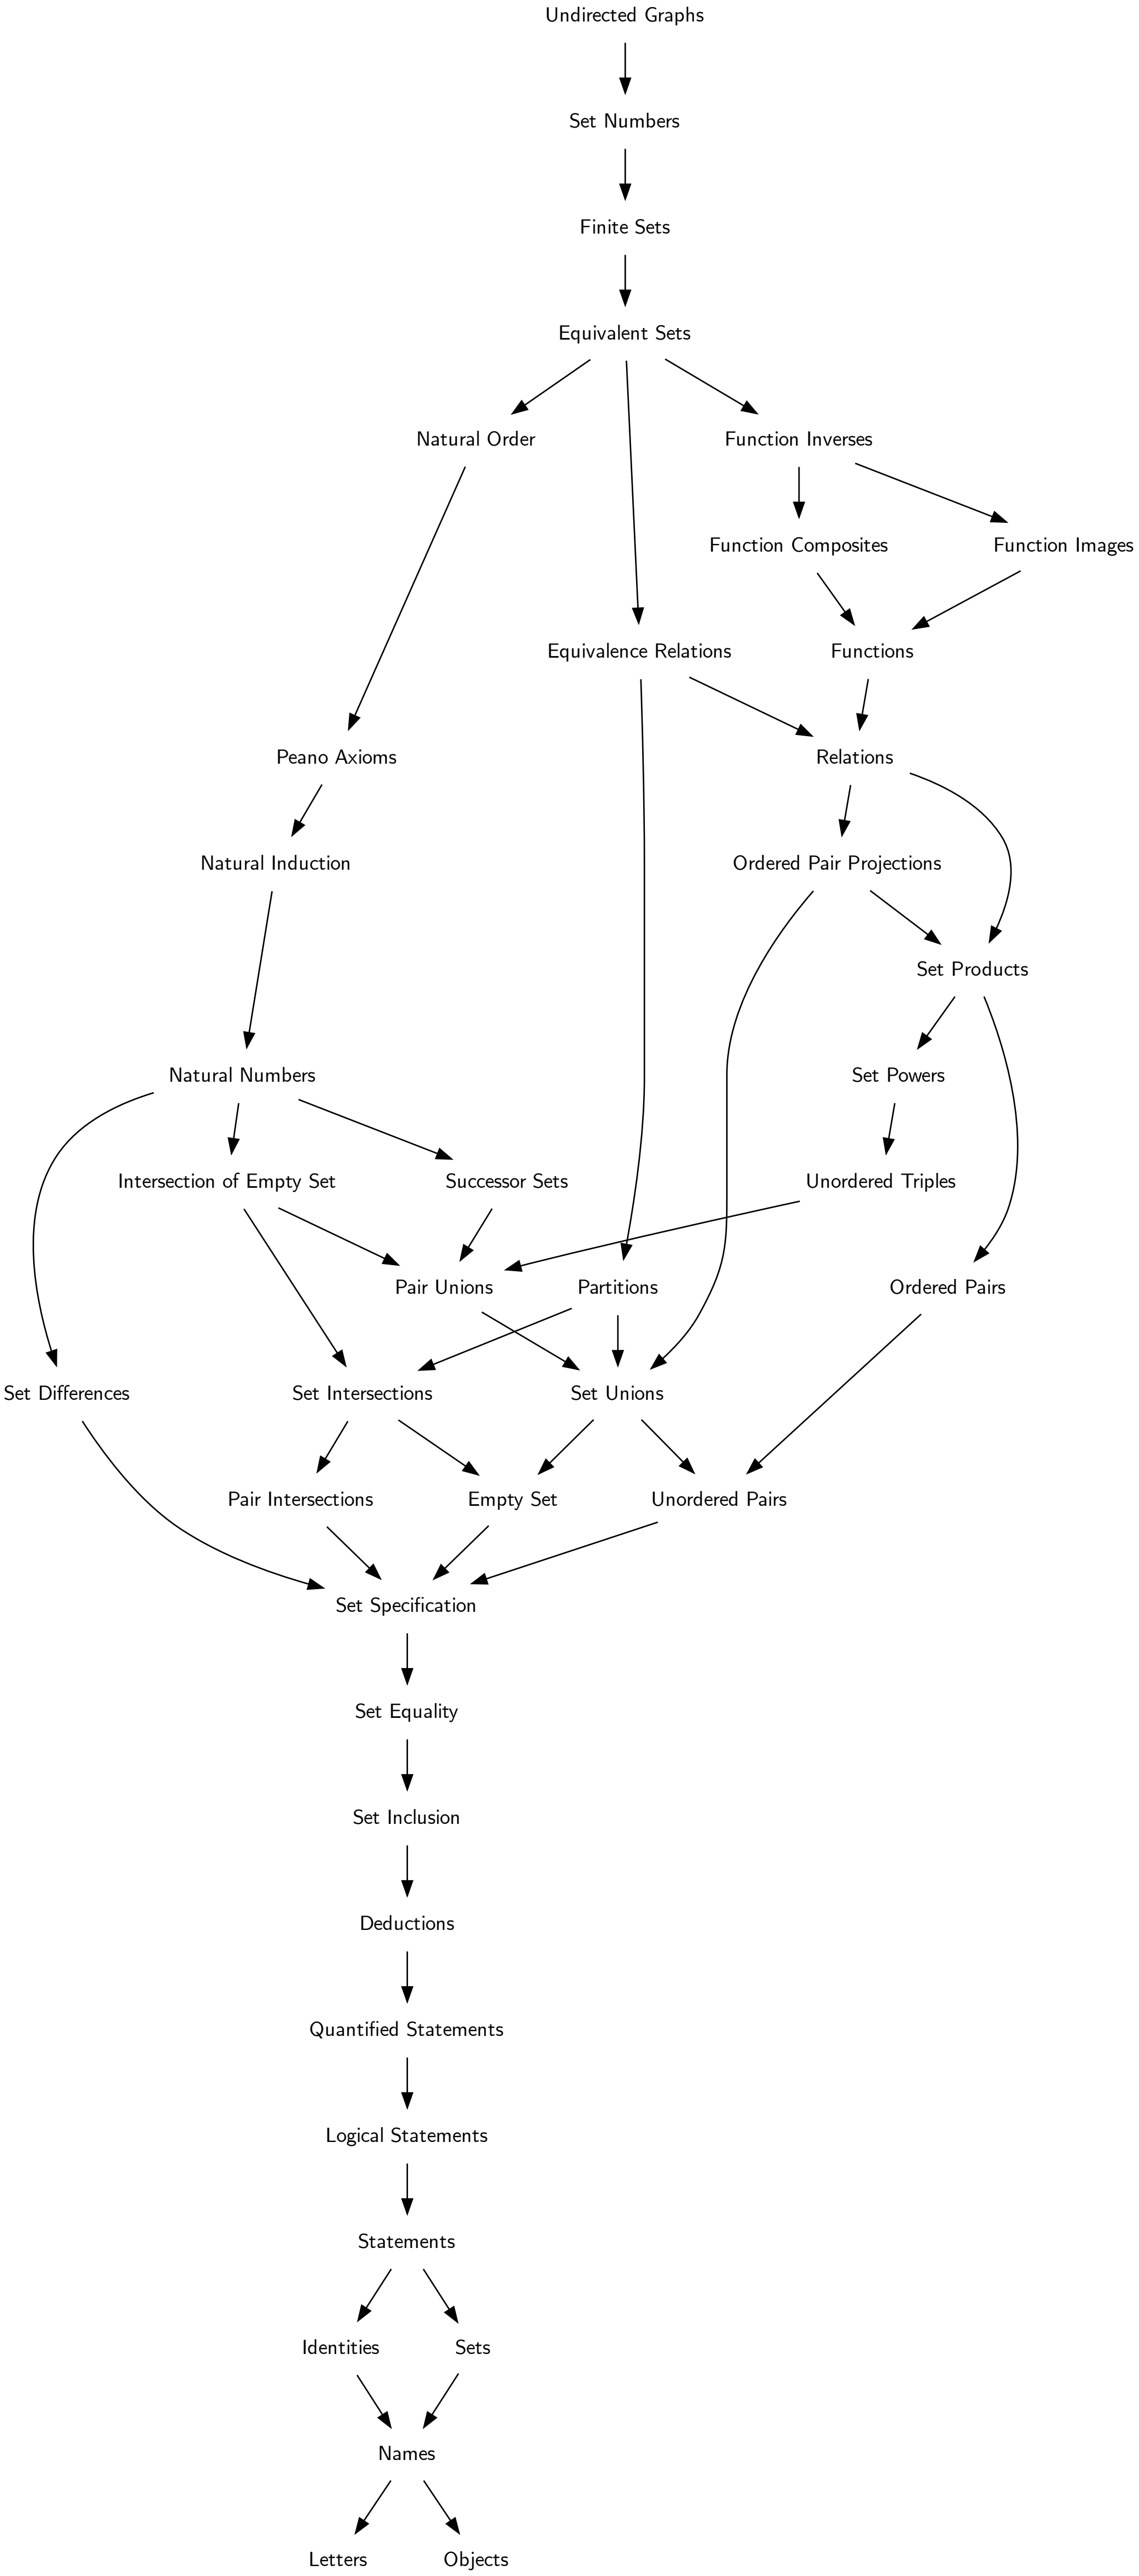 Undirected Graphs
Set Numbers
Finite Sets
Equivalent Sets
Natural Order
Function Inverses
Function Composites
Function Images
Equivalence Relations
Functions
Peano Axioms
Relations
Natural Induction
Ordered Pair Projections
Set Products
Natural Numbers
Set Powers
Intersection of Empty Set
Successor Sets
Unordered Triples
Pair Unions
Partitions
Ordered Pairs
Set Differences
Set Intersections
Set Unions
Pair Intersections
Empty Set
Unordered Pairs
Set Specification
Set Equality
Set Inclusion
Deductions
Quantified Statements
Logical Statements
Statements
Identities
Sets
Names
Letters
Objects